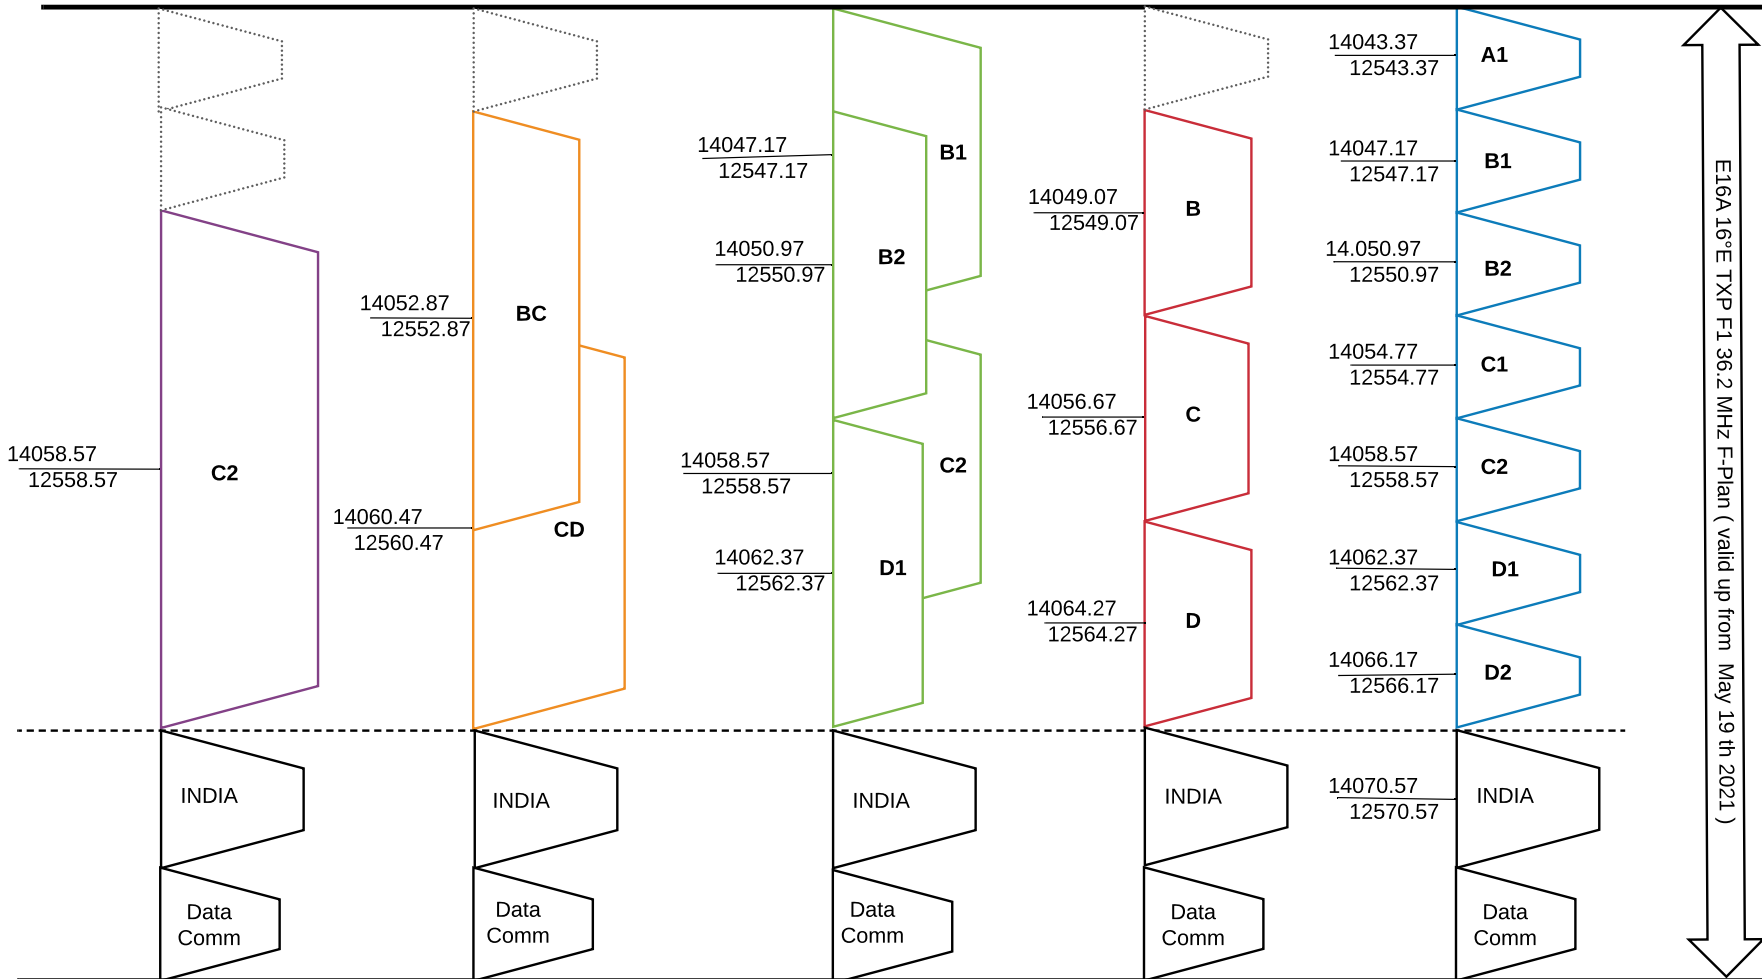 14058.57
12558.57
C2
INDIA
Data
Comm
14052.87
12552.87
BC
14060.47
12560.47
CD
INDIA
Data
Comm
14047.17
12547.17
B1
14050.97
12550.97
B2
14058.57
12558.57
C2
14062.37
12562.37
D1
INDIA
Data
Comm
14049.07
12549.07
B
14056.67
12556.67
C
14064.27
12564.27
D
INDIA
Data
Comm
14043.37
12543.37
A1
14047.17
12547.17
B1
14.050.97
12550.97
B2
14054.77
12554.77
C1
14058.57
12558.57
C2
14062.37
12562.37
D1
14066.17
12566.17
D2
14070.57
12570.57
INDIA
Data
Comm
E16A 16°E TXP F1 36.2 MHz F-Plan ( valid up from May 19 th 2021 )